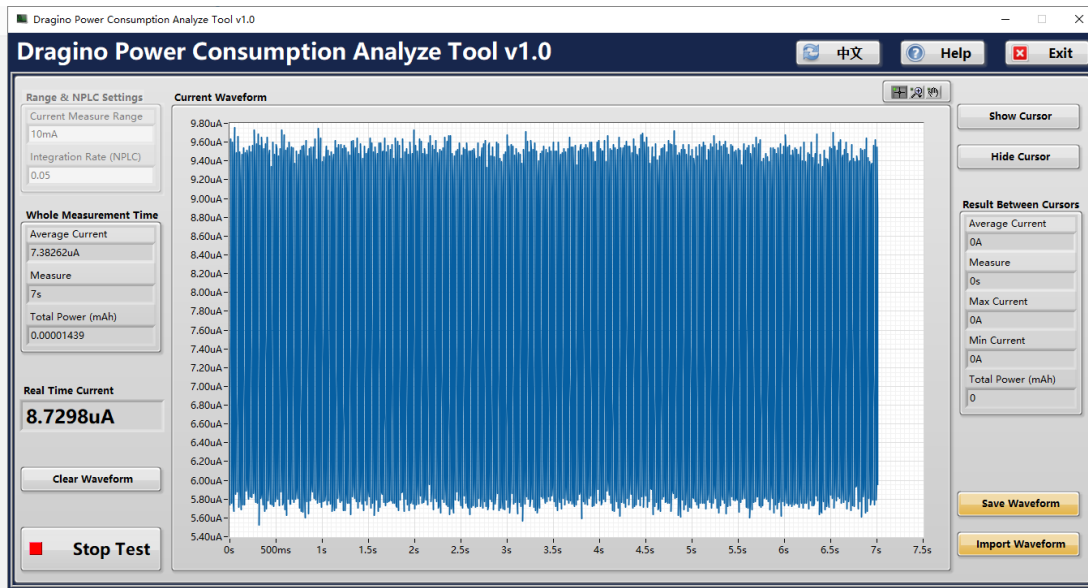 Dragino Power Consumption Analyze Tool v1.0
Dragino Power Consumption Analyze Tool v1.0
中文
Help
Exit
Range & NPLC Settings
Current Measure Range
10mA
Integration Rate (NPLC)
0.05
Whole Measurement Time
Average Current
7.38262uA
Measure
7s
Total Power (mAh)
0.00001439
Real Time Current
8.7298uA
Clear Waveform
Stop Test
Current Waveform
9.80uA
9.60uA
9.40uA
9.20uA
9.00uA
8.80uA
8.60uA
8.40uA
8.20uA
8.00uA
7.80uA
7.60uA
7.40uA
7.20uA
7.00uA
6.80uA
6.60uA
6.40uA
6.20uA
6.00uA
5.80uA
5.60uA
5.40uA
0s 500ms 1s 1.5s 2s 2.5s 3s 3.5s 4s 4.5s 5s 5.5s 6s 6.5s 7s 7.5s
Show Cursor
Hide Cursor
Result Between Cursors
Average Current
0A
Measure
0s
Max Current
0A
Min Current
0A
Total Power (mAh)
0
Save Waveform
Import Waveform